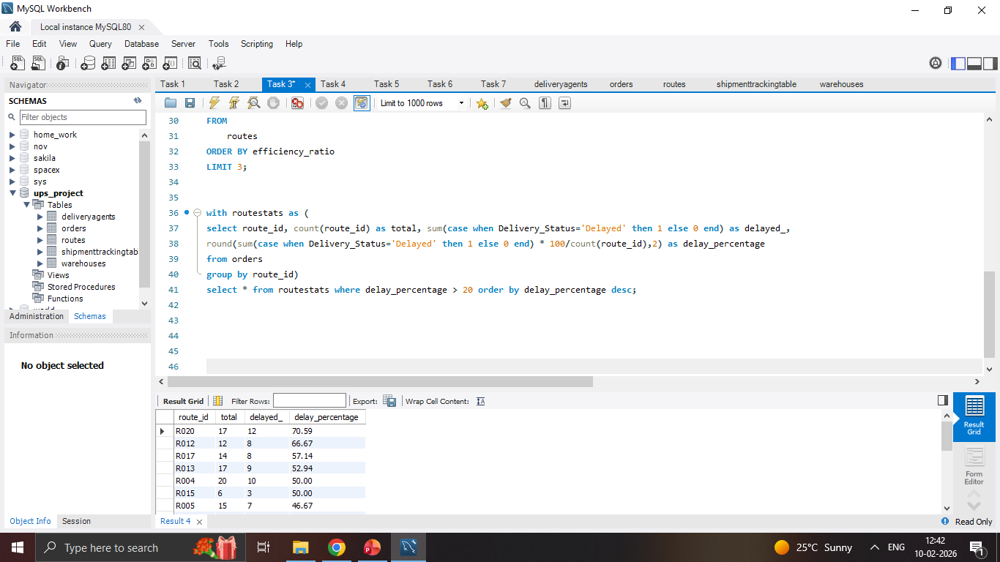 MySQL Workbench
Local instance MySQL80
File Edit View Query Database Server Tools Scripting Help
Navigator
SCHEMAS
Filter objects
home_work
nov
sakila
spacex
sys
ups_project
Tables
deliveryagents
orders
routes
shipmenttrackingtabl
warehouses
Views
Stored Procedures
Functions
Administration Schemas
Information
No object selected
Object Info Session
Task 1 Task 2 Task 3* Task 4 Task 5 Task 6 Task 7 deliveryagents orders routes shipmenttrackingtable warehouses
Limit to 1000 rows
30 FROM
31 routes
32 ORDER BY efficiency_ratio
33 LIMIT 3;
34
35
36 with routestats as (
37 select route_id, count(route_id) as total, sum(case when Delivery_Status='Delayed' then 1 else 0 end) as delayed_,
38 round(sum(case when Delivery_Status='Delayed' then 1 else 0 end) * 100/count(route_id),2) as delay_percentage
39 from orders
40 group by route_id)
41 select * from routestats where delay_percentage > 20 order by delay_percentage desc;
42
43
44
45
46
Result Grid Filter Rows: Export: Wrap Cell Content:
route_id total delayed_ delay_percentage
R020 17 12 70.59
R012 12 8 66.67
R017 14 8 57.14
R013 17 9 52.94
R004 20 10 50.00
R015 6 3 50.00
R005 15 7 46.67
Result Grid
Form Editor
Result 4
Read Only
Type here to search
25°C Sunny
ENG
12:42
10-02-2026
1